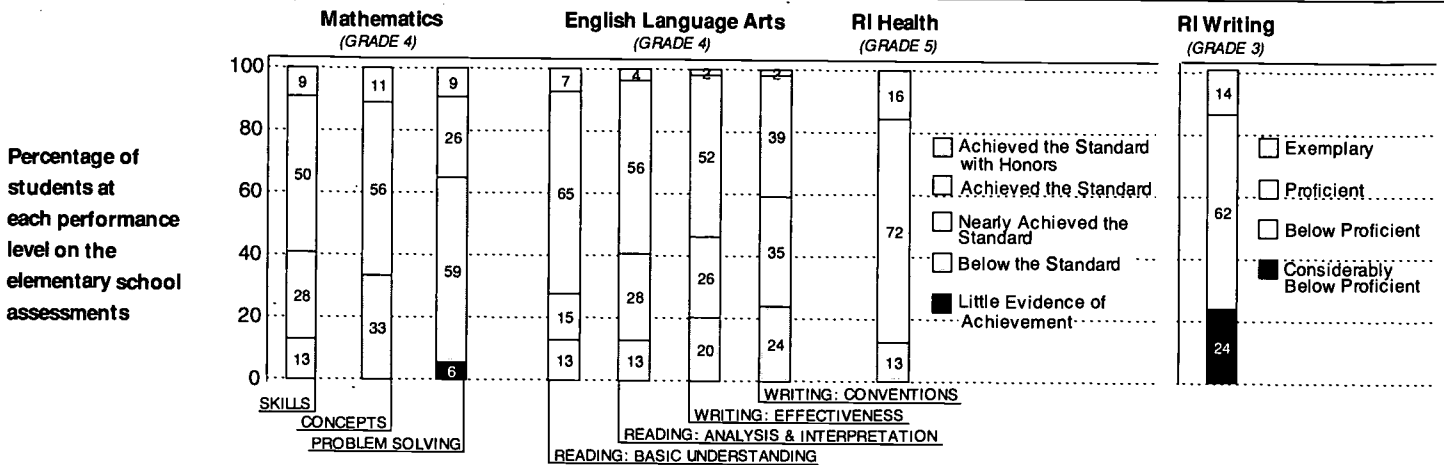 Mathematics
(GRADE 4)
English Language Arts
(GRADE 4)
RI Health
(GRADE 5)
RI Writing
(GRADE 3)
Percentage of
students at
each performance
level on the
elementary school
assessments
100
80
60
40
20
0
9
50
28
13
11
56
33
9
26
59
6
7
65
15
13
4
56
28
13
2
52
26
20
2
39
35
24
16
72
13
Achieved the Standard
with Honors
Achieved the Standard
Nearly Achieved the
Standard
Below the Standard
Little Evidence of
Achievement
14
62
24
Exemplary
Proficient
Below Proficient
Considerably
Below Proficient
SKILLS
CONCEPTS
PROBLEM SOLVING
WRITING: CONVENTIONS
WRITING: EFFECTIVENESS
READING: ANALYSIS & INTERPRETATION
READING: BASIC UNDERSTANDING